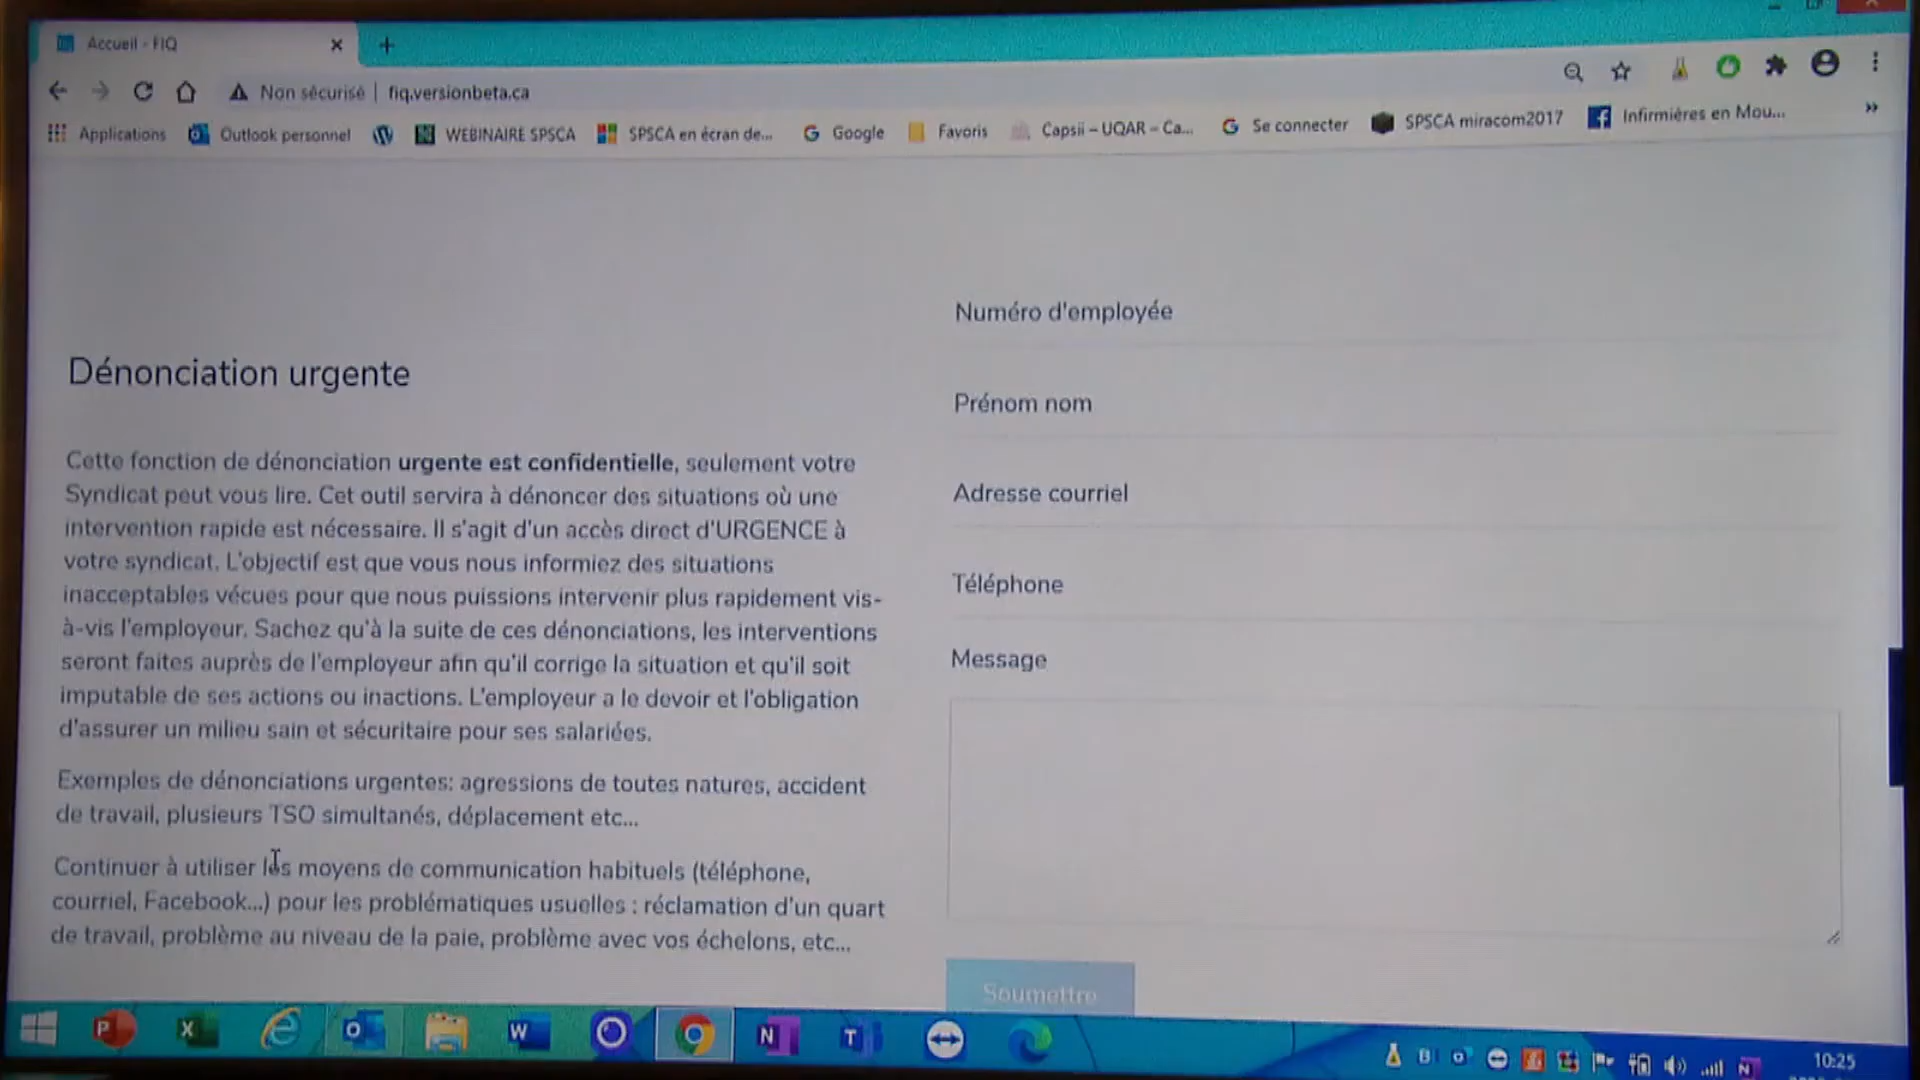 Accueil - FIQ
Non sécurisé | fiq.versionbeta.ca
Applications Outlook personnel WEBINAIRE SPSCA SPSCA en écran de... Google Favoris Capsii – UQAR – Ca... Se connecter SPSCA miracom2017 Infirmières en Mou... »
Dénonciation urgente
Cette fonction de dénonciation urgente est confidentielle, seulement votre
Syndicat peut vous lire. Cet outil servira à dénoncer des situations où une
intervention rapide est nécessaire. Il s'agit d'un accès direct d'URGENCE à
votre syndicat. L'objectif est que vous nous informiez des situations
inacceptables vécues pour que nous puissions intervenir plus rapidement vis-
à-vis l'employeur. Sachez qu'à la suite de ces dénonciations, les interventions
seront faites auprès de l'employeur afin qu'il corrige la situation et qu'il soit
imputable de ses actions ou inactions. L'employeur a le devoir et l'obligation
d'assurer un milieu sain et sécuritaire pour ses salariées.
Exemples de dénonciations urgentes: agressions de toutes natures, accident
de travail, plusieurs TSO simultanés, déplacement etc...
Continuer à utiliser les moyens de communication habituels (téléphone,
courriel, Facebook...) pour les problématiques usuelles : réclamation d'un quart
de travail, problème au niveau de la paie, problème avec vos échelons, etc...
Numéro d'employée
Prénom nom
Adresse courriel
Téléphone
Message
Soumettre
10:25